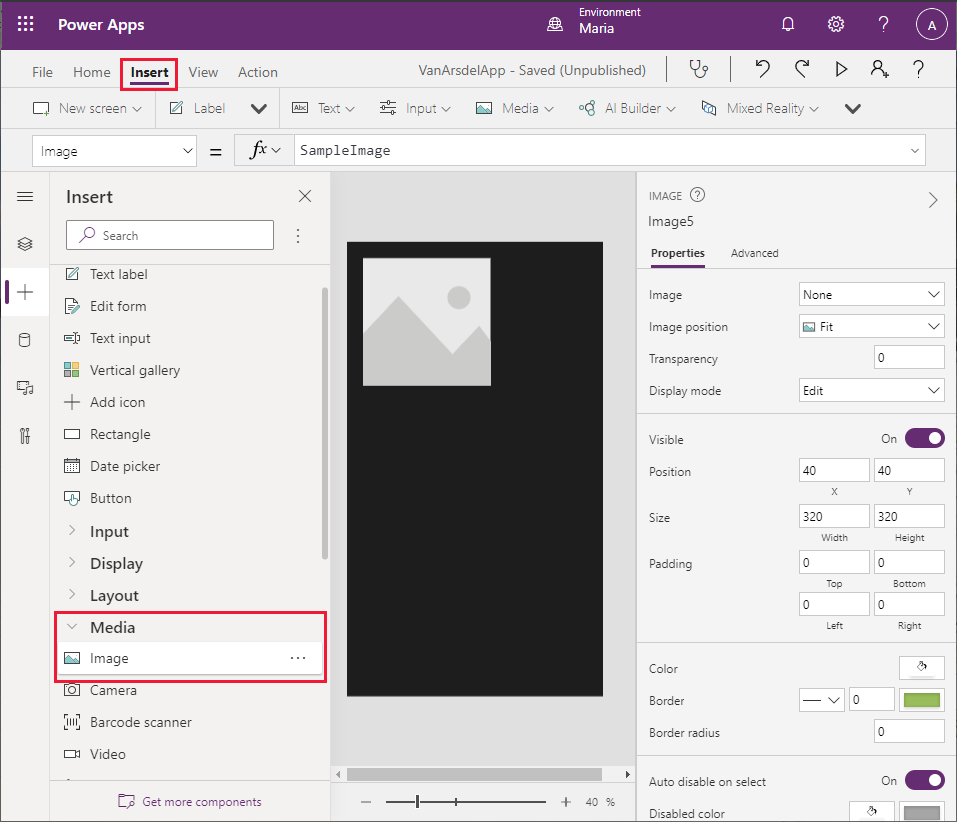 Power Apps
Environment
Maria
A
File Home Insert View Action
VanArsdelApp - Saved (Unpublished)
New screen Label Abc Text Input Media AI Builder Mixed Reality
Image = fx SampleImage
Insert
Search
Text label
Edit form
Text input
Vertical gallery
Add icon
Rectangle
Date picker
Button
Input
Display
Layout
Media
Image
Camera
Barcode scanner
Video
Get more components
40 %
IMAGE ?
Image5
Properties Advanced
Image None
Image position Fit
Transparency 0
Display mode Edit
Visible On
Position 40 40
X Y
Size 320 320
Width Height
Padding 0 0
Top Bottom
0 0
Left Right
Color
Border 0
Border radius 0
Auto disable on select On
Disabled color